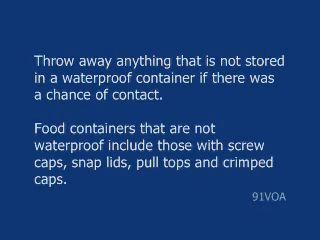 Throw away anything that is not stored
in a waterproof container if there was
a chance of contact.
Food containers that are not
waterproof include those with screw
caps, snap lids, pull tops and crimped
caps.
91VOA